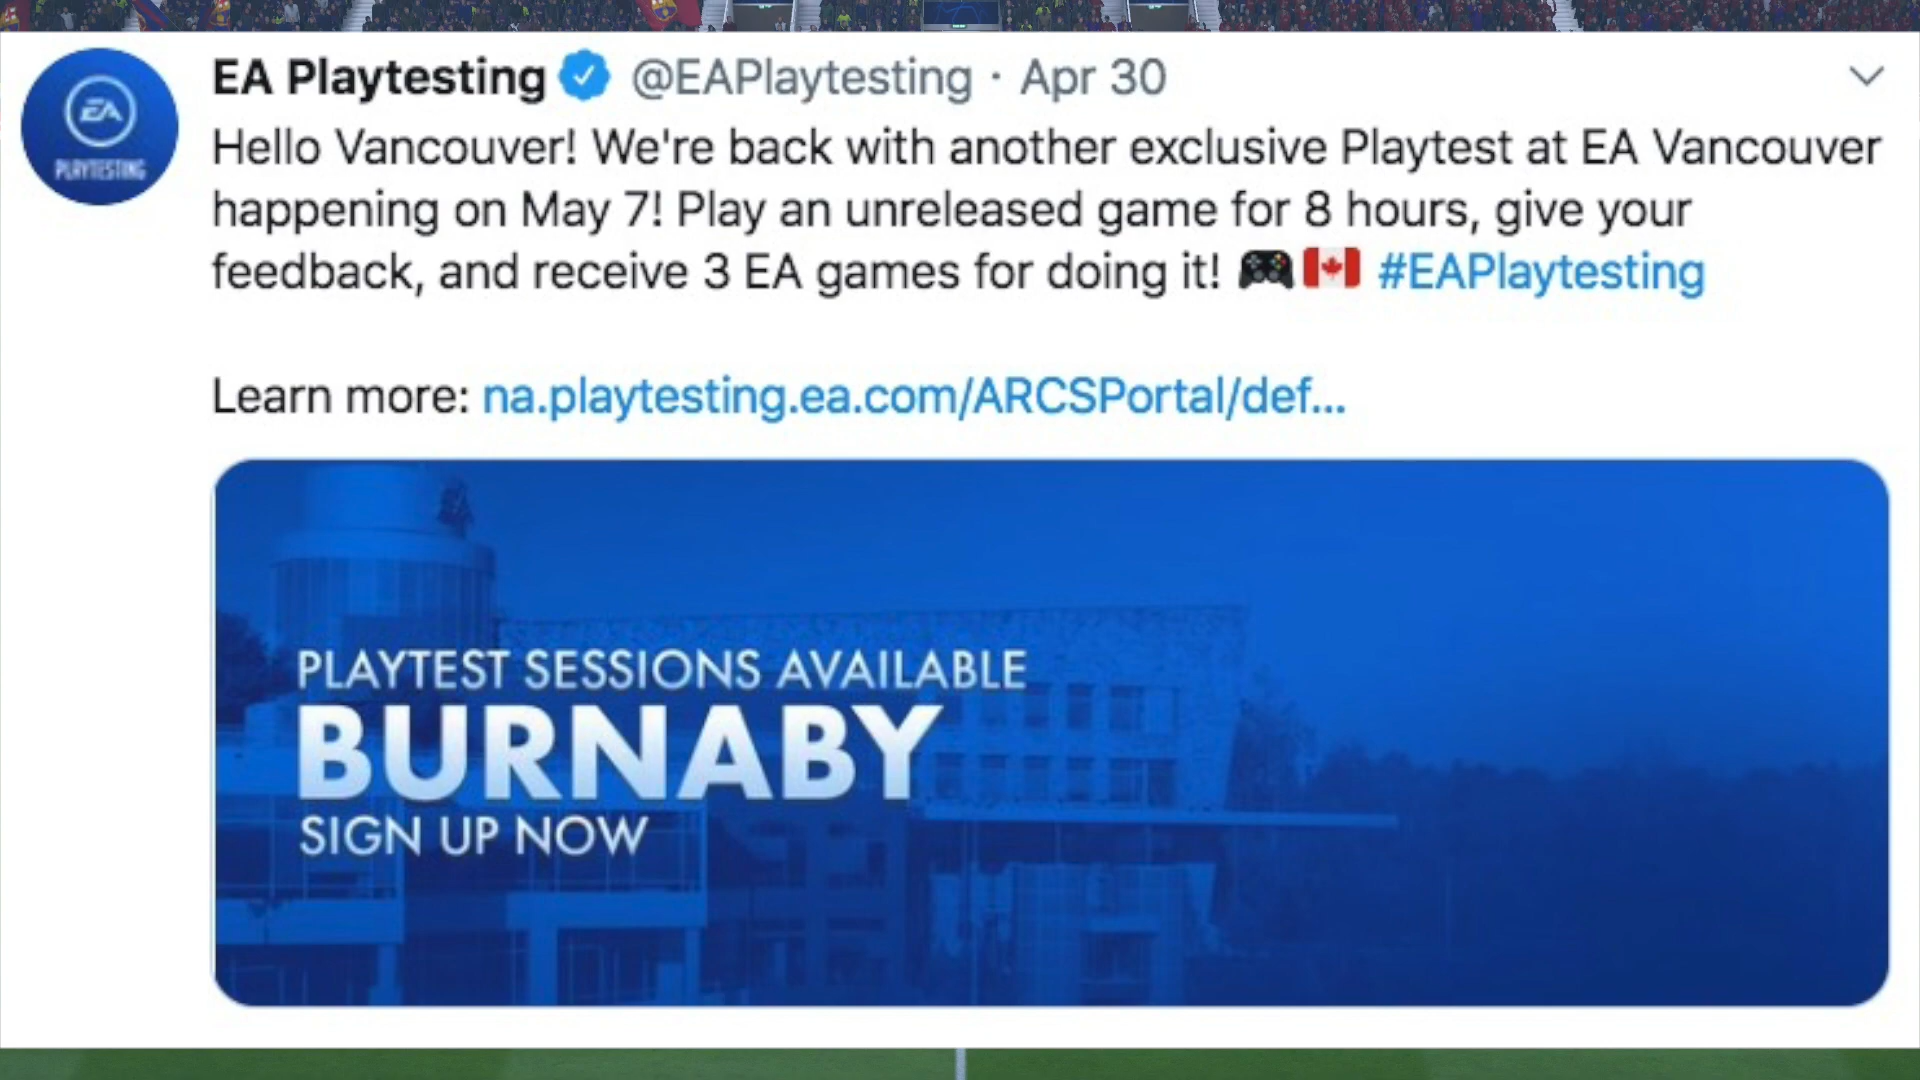 EA Playtesting @EAPlaytesting · Apr 30
Hello Vancouver! We're back with another exclusive Playtest at EA Vancouver
happening on May 7! Play an unreleased game for 8 hours, give your
feedback, and receive 3 EA games for doing it! 🎮🇨🇦 #EAPlaytesting
Learn more: na.playtesting.ea.com/ARCSPortal/def...
EA
PLAYTESTING
PLAYTEST SESSIONS AVAILABLE
BURNABY
SIGN UP NOW